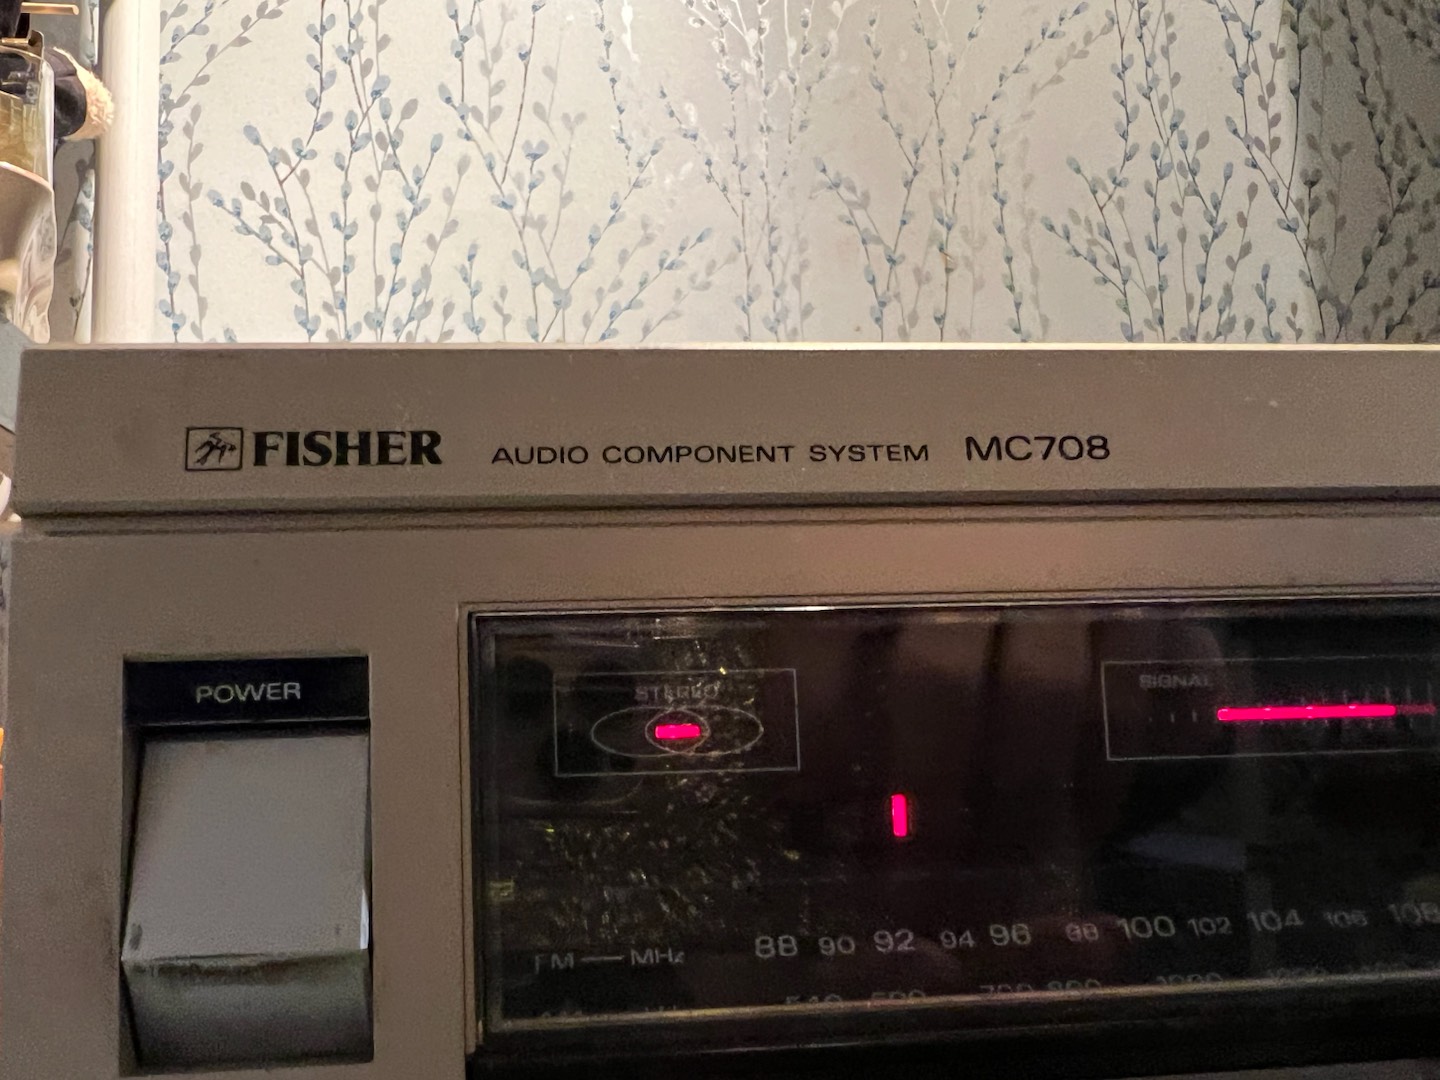 FISHER AUDIO COMPONENT SYSTEM MC708
POWER
STEREO
SIGNAL
FM MHz 88 90 92 94 96 98 100 102 104 106 108